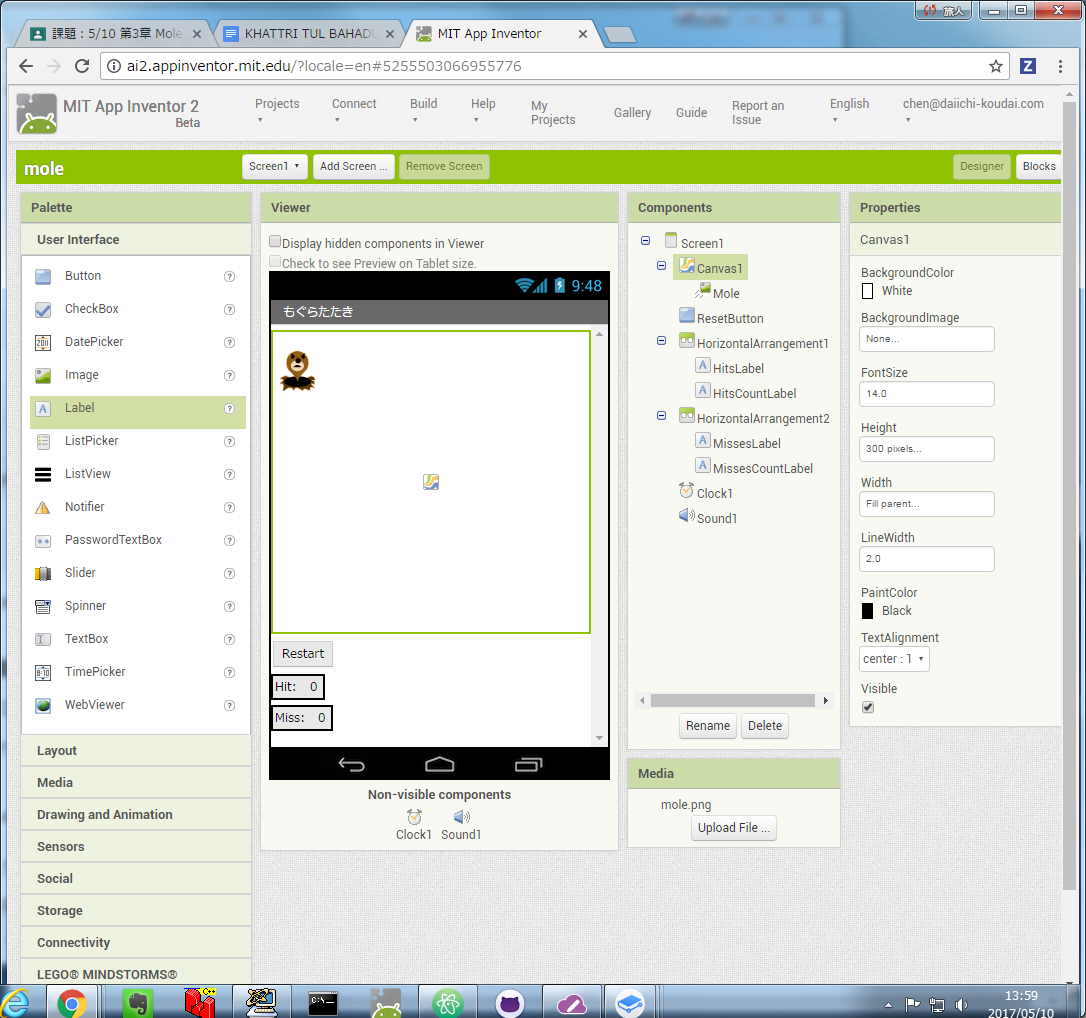 旅人
課題：5/10 第3章 Mole
KHATTRI TUL BAHADU
MIT App Inventor
ai2.appinventor.mit.edu/?locale=en#5255503066955776
MIT App Inventor 2
Beta
Projects
Connect
Build
Help
My Projects
Gallery
Guide
Report an Issue
English
chen@daiichi-koudai.com
mole
Screen1
Add Screen ...
Remove Screen
Designer
Blocks
Palette
User Interface
Button
CheckBox
DatePicker
Image
Label
ListPicker
ListView
Notifier
PasswordTextBox
Slider
Spinner
TextBox
TimePicker
WebViewer
Layout
Media
Drawing and Animation
Sensors
Social
Storage
Connectivity
LEGO® MINDSTORMS®
Viewer
Display hidden components in Viewer
Check to see Preview on Tablet size.
9:48
もぐらたたき
Restart
Hit: 0
Miss: 0
Non-visible components
Clock1
Sound1
Components
Screen1
Canvas1
Mole
ResetButton
HorizontalArrangement1
HitsLabel
HitsCountLabel
HorizontalArrangement2
MissesLabel
MissesCountLabel
Clock1
Sound1
Rename
Delete
Media
mole.png
Upload File ...
Properties
Canvas1
BackgroundColor
White
BackgroundImage
None...
FontSize
14.0
Height
300 pixels...
Width
Fill parent...
LineWidth
2.0
PaintColor
Black
TextAlignment
center : 1
Visible
13:59
2017/05/10